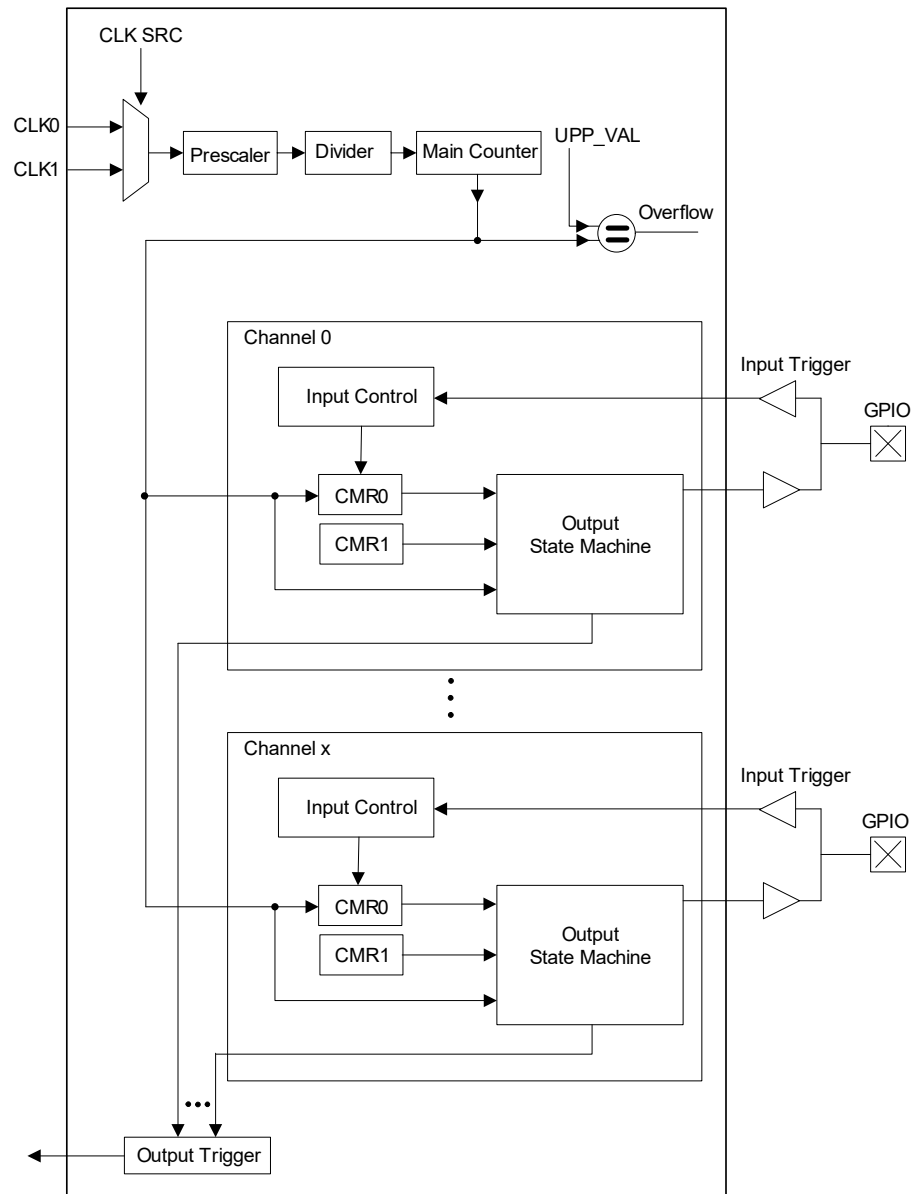 CLK SRC
CLK0
CLK1
Prescaler
Divider
Main Counter
UPP_VAL
Overflow
Channel 0
Input Control
Input Trigger
GPIO
CMR0
CMR1
Output
State Machine
Channel x
Input Control
Input Trigger
GPIO
CMR0
CMR1
Output
State Machine
Output Trigger